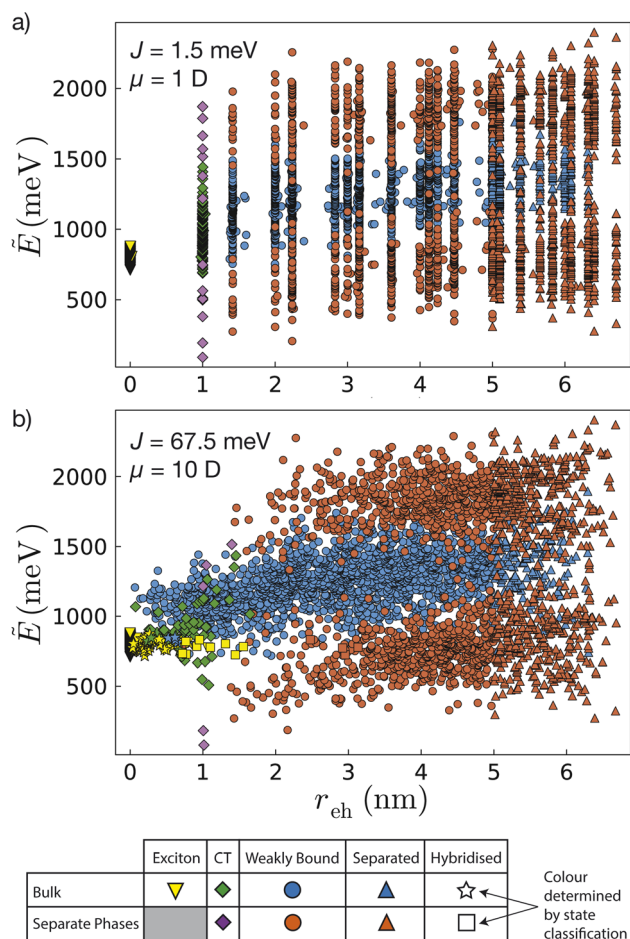 a)
J = 1.5 meV
μ = 1 D
2000
1500
1000
500
Ẽ (meV)
0 1 2 3 4 5 6
b)
J = 67.5 meV
μ = 10 D
2000
1500
1000
500
Ẽ (meV)
0 1 2 3 4 5 6
r_eh (nm)
Exciton CT Weakly Bound Separated Hybridised
Bulk
Separate Phases
Colour
determined
by state
classification